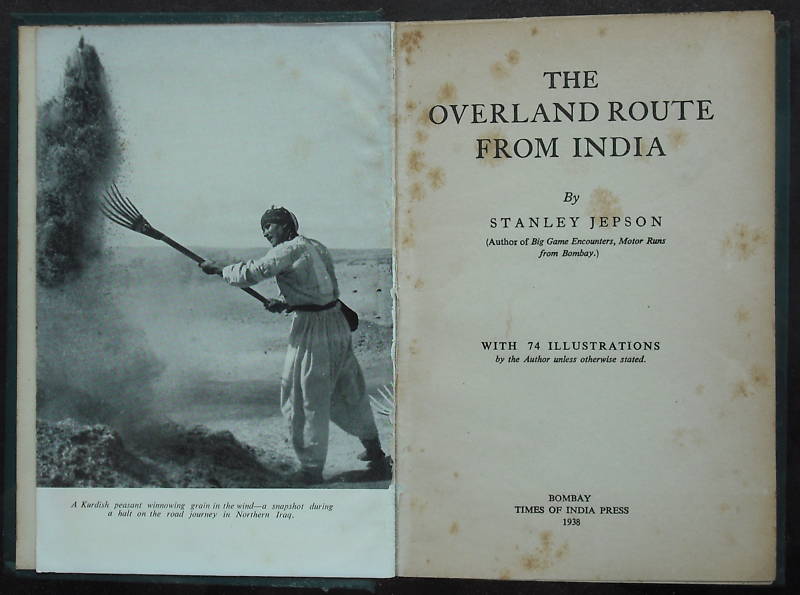 A Kurdish peasant winnowing grain in the wind—a snapshot during
a halt on the road journey in Northern Iraq.
THE
OVERLAND ROUTE
FROM INDIA
By
STANLEY JEPSON
(Author of Big Game Encounters, Motor Runs
from Bombay.)
WITH 74 ILLUSTRATIONS
by the Author unless otherwise stated.
BOMBAY
TIMES OF INDIA PRESS
1938